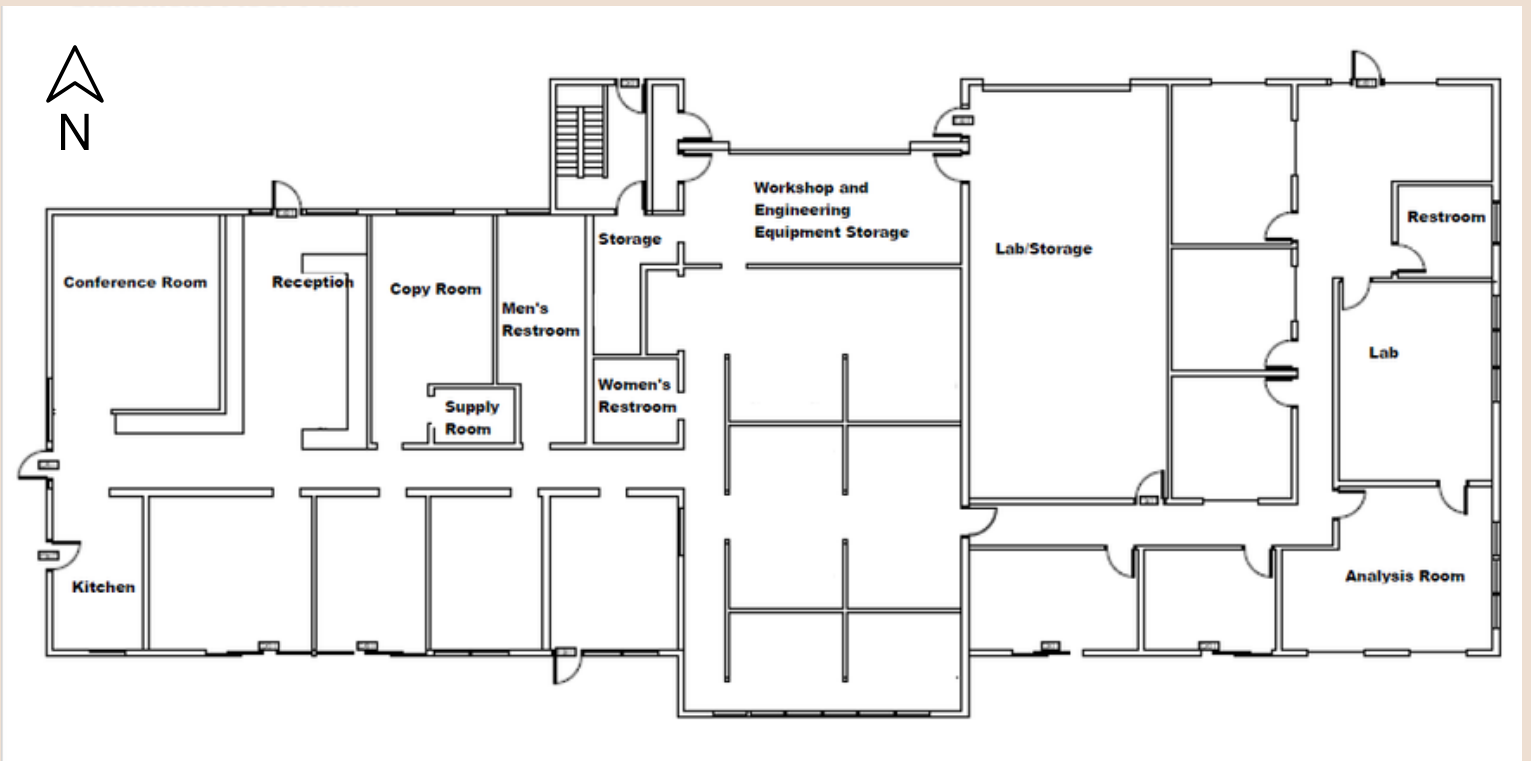 N
Workshop and
Engineering
Equipment Storage
Restroom
Storage
Lab/Storage
Conference Room
Reception
Copy Room
Men's
Restroom
Lab
Women's
Restroom
Supply
Room
Analysis Room
Kitchen